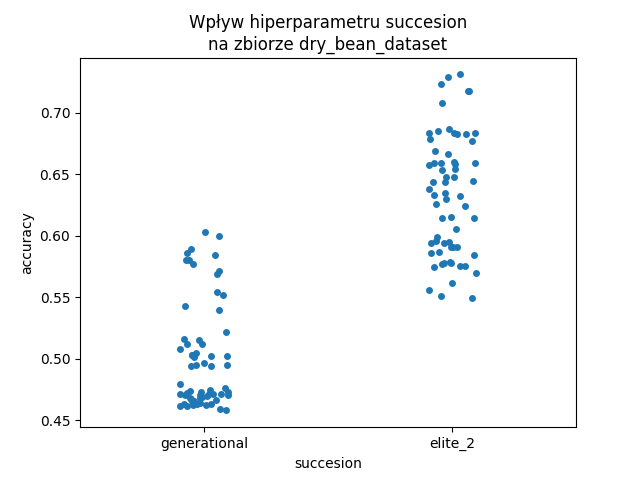 Wpływ hiperparametru succesion
na zbiorze dry_bean_dataset
0.70
0.65
0.60
0.55
0.50
0.45
accuracy
generational
elite_2
succesion